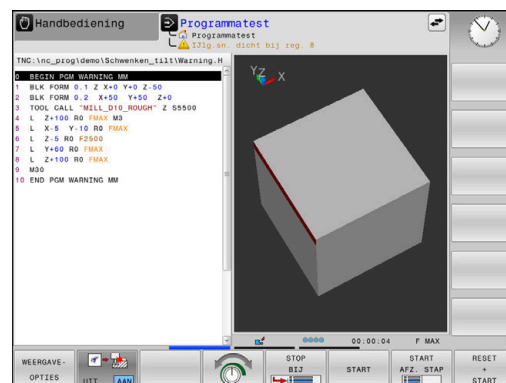 Handbediening
Programmatest
Programmatest
IJlg.sn. dicht bij reg. 8
TNC:\nc_prog\demo\Schwenken_tilt\Warning.H
0 BEGIN PGM WARNING MM
1 BLK FORM 0.1 Z X+0 Y+0 Z-50
2 BLK FORM 0.2 X+50 Y+50 Z+0
3 TOOL CALL "MILL_D10_ROUGH" Z S5500
4 L Z+100 R0 FMAX M3
5 L X-5 Y-10 R0 FMAX
6 L Z-5 R0 F2500
7 L Y+60 R0 FMAX
8 L Z+100 R0 FMAX
9 M30
10 END PGM WARNING MM
Y Z X
00:00:04 F MAX
WEERGAVE-
OPTIES
UIT AAN
STOP
BIJ
START
START
AFZ. STAP
RESET
+
START